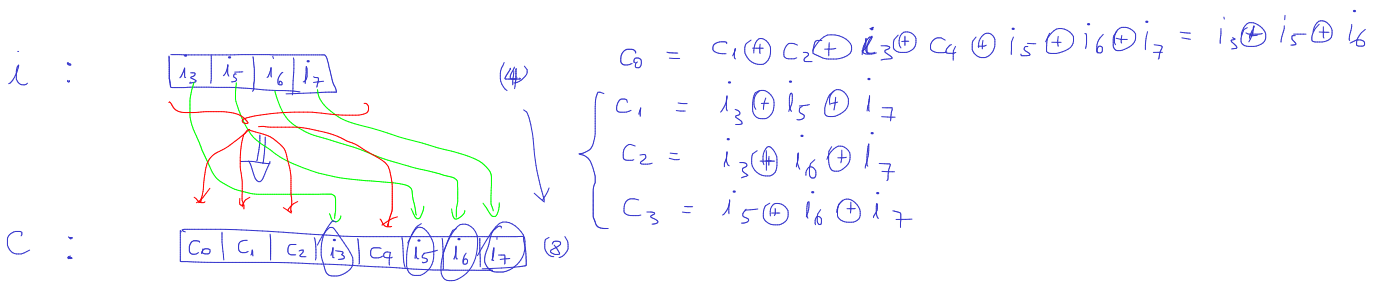 i : i3 | i5 | i6 | i7 (4)
C0 = C1 ⊕ C2 ⊕ i3 ⊕ C4 ⊕ i5 ⊕ i6 ⊕ i7 = i3 ⊕ i5 ⊕ i6
C1 = i3 ⊕ i5 ⊕ i7
C2 = i3 ⊕ i6 ⊕ i7
C3 = i5 ⊕ i6 ⊕ i7
C : C0 | C1 | C2 | i3 | C4 | i5 | i6 | i7 (8)